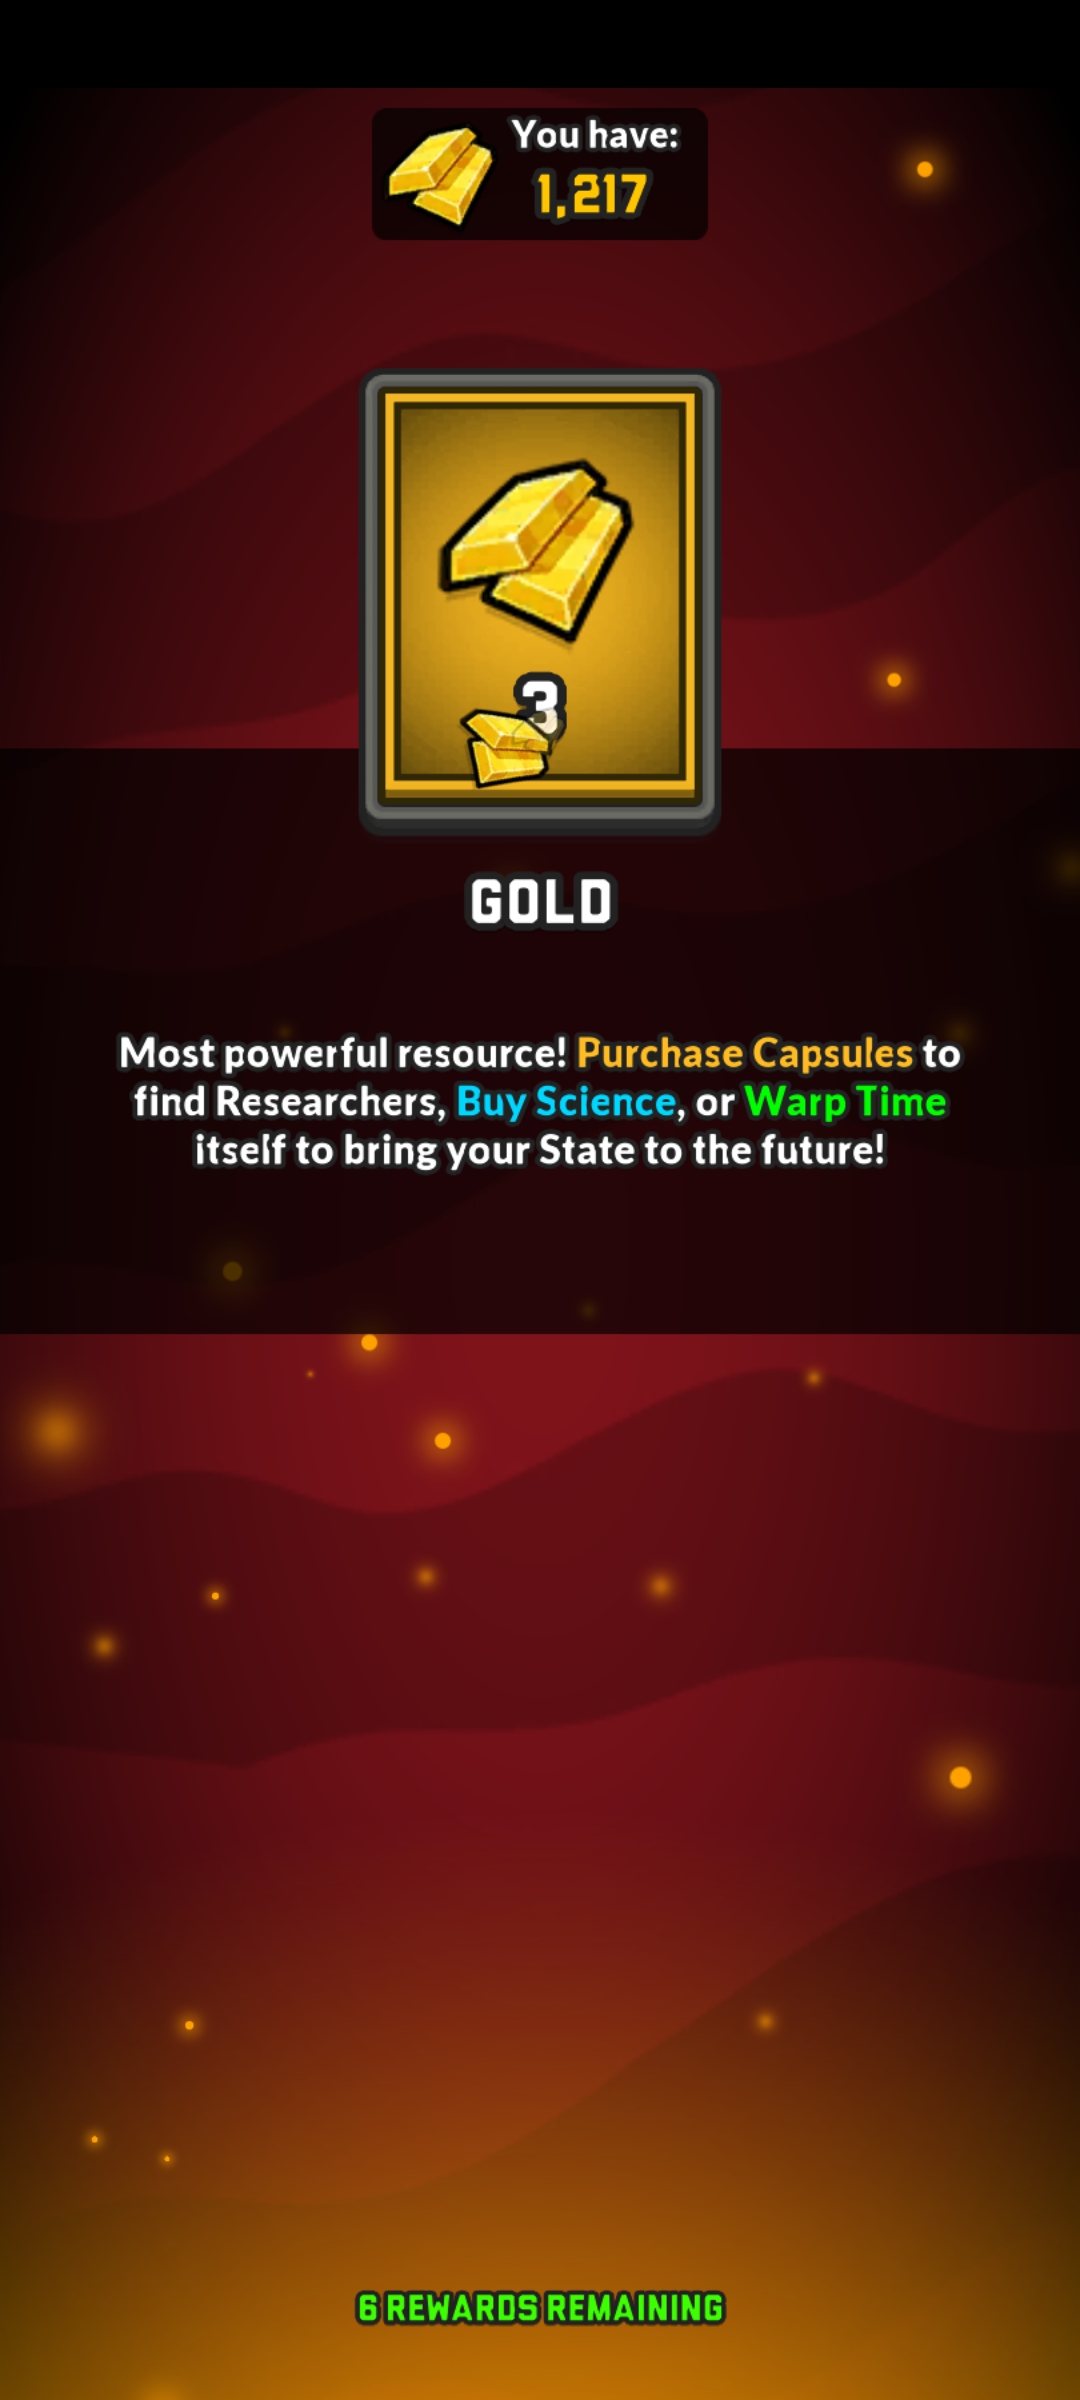 You have:
1,217
3
GOLD
Most powerful resource! Purchase Capsules to
find Researchers, Buy Science, or Warp Time
itself to bring your State to the future!
6 REWARDS REMAINING